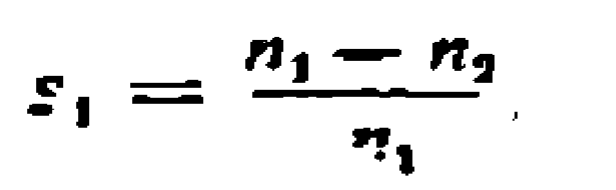 s₁ = (n₁ − n₂) / n₁ ,